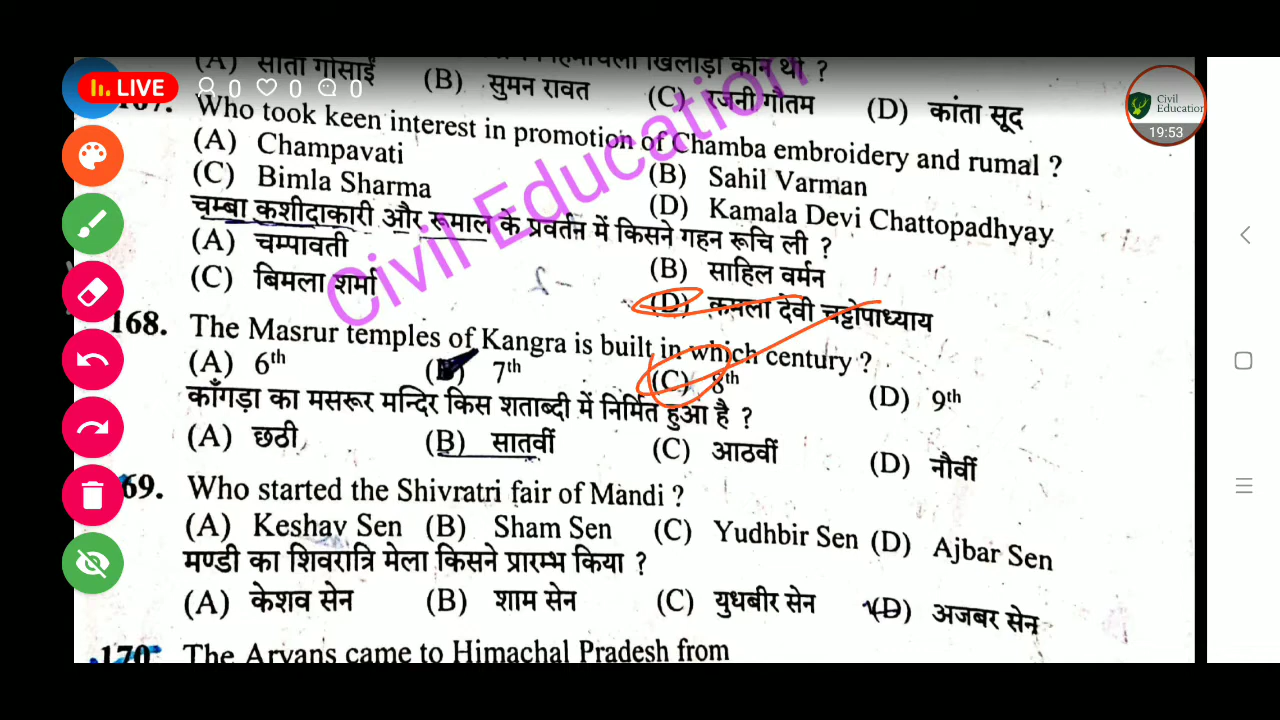 LIVE 0 0 0
खिलाड़ी कौन थी ?
(A) सीता गोसाईं (B) सुमन रावत (C) रजनी गौतम (D) कांता सूद
Civil Education
19:53
Who took keen interest in promotion of Chamba embroidery and rumal ?
(A) Champavati (B) Sahil Varman
(C) Bimla Sharma (D) Kamala Devi Chattopadhyay
चम्बा कशीदाकारी और रूमाल के प्रवर्तन में किसने गहन रूचि ली ?
(A) चम्पावती (B) साहिल वर्मन
(C) बिमला शर्मा (D) कमला देवी चट्टोपाध्याय
Civil Education
168. The Masrur temples of Kangra is built in which century ?
(A) 6th (B) 7th (C) 8th (D) 9th
काँगड़ा का मसरूर मन्दिर किस शताब्दी में निर्मित हुआ है ?
(A) छठी (B) सातवीं (C) आठवीं (D) नौवीं
69. Who started the Shivratri fair of Mandi ?
(A) Keshav Sen (B) Sham Sen (C) Yudhbir Sen (D) Ajbar Sen
मण्डी का शिवरात्रि मेला किसने प्रारम्भ किया ?
(A) केशव सेन (B) शाम सेन (C) युधबीर सेन (D) अजबर सेन
170. The Aryans came to Himachal Pradesh from